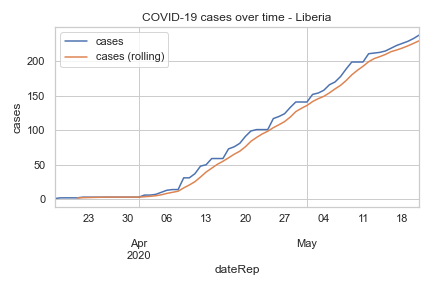 COVID-19 cases over time - Liberia
cases
cases (rolling)
200
150
100
50
0
cases
23 30 06 13 20 27 04 11 18
Apr May
2020
dateRep